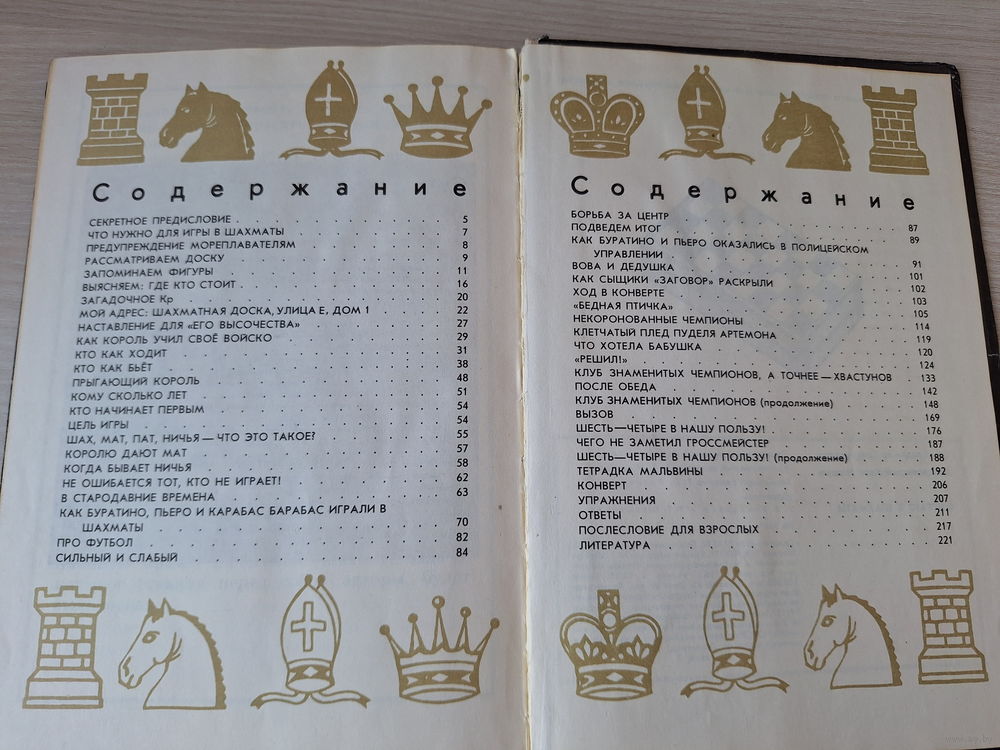 Содержание
СЕКРЕТНОЕ ПРЕДИСЛОВИЕ . . . 5
ЧТО НУЖНО ДЛЯ ИГРЫ В ШАХМАТЫ . . . 7
ПРЕДУПРЕЖДЕНИЕ МОРЕПЛАВАТЕЛЯМ . . . 8
РАССМАТРИВАЕМ ДОСКУ . . . 9
ЗАПОМИНАЕМ ФИГУРЫ . . . 11
ВЫЯСНЯЕМ: ГДЕ КТО СТОИТ . . . 16
ЗАГАДОЧНОЕ Кр . . . 20
МОЙ АДРЕС: ШАХМАТНАЯ ДОСКА, УЛИЦА Е, ДОМ 1 . . . 22
НАСТАВЛЕНИЕ ДЛЯ «ЕГО ВЫСОЧЕСТВА» . . . 27
КАК КОРОЛЬ УЧИЛ СВОЁ ВОЙСКО . . . 29
КТО КАК ХОДИТ . . . 31
КТО КАК БЬЁТ . . . 38
ПРЫГАЮЩИЙ КОРОЛЬ . . . 48
КОМУ СКОЛЬКО ЛЕТ . . . 51
КТО НАЧИНАЕТ ПЕРВЫМ . . . 54
ЦЕЛЬ ИГРЫ . . . 54
ШАХ, МАТ, ПАТ, НИЧЬЯ — ЧТО ЭТО ТАКОЕ? . . . 55
КОРОЛЮ ДАЮТ МАТ . . . 57
КОГДА БЫВАЕТ НИЧЬЯ . . . 58
НЕ ОШИБАЕТСЯ ТОТ, КТО НЕ ИГРАЕТ! . . . 62
В СТАРОДАВНИЕ ВРЕМЕНА . . . 63
КАК БУРАТИНО, ПЬЕРО И КАРАБАС БАРАБАС ИГРАЛИ В
ШАХМАТЫ . . . 70
ПРО ФУТБОЛ . . . 82
СИЛЬНЫЙ И СЛАБЫЙ . . . 84
Содержание
БОРЬБА ЗА ЦЕНТР . . . 87
ПОДВЕДЕМ ИТОГ . . . 89
КАК БУРАТИНО И ПЬЕРО ОКАЗАЛИСЬ В ПОЛИЦЕЙСКОМ
УПРАВЛЕНИИ . . . 91
ВОВА И ДЕДУШКА . . . 101
КАК СЫЩИКИ «ЗАГОВОР» РАСКРЫЛИ . . . 102
ХОД В КОНВЕРТЕ . . . 103
«БЕДНАЯ ПТИЧКА» . . . 105
НЕКОРОНОВАННЫЕ ЧЕМПИОНЫ . . . 114
КЛЕТЧАТЫЙ ПЛЕД ПУДЕЛЯ АРТЕМОНА . . . 119
ЧТО ХОТЕЛА БАБУШКА . . . 120
«РЕШИЛ!» . . . 124
КЛУБ ЗНАМЕНИТЫХ ЧЕМПИОНОВ, А ТОЧНЕЕ — ХВАСТУНОВ . 133
ПОСЛЕ ОБЕДА . . . 142
КЛУБ ЗНАМЕНИТЫХ ЧЕМПИОНОВ (продолжение) . . . 148
ВЫЗОВ . . . 169
ШЕСТЬ—ЧЕТЫРЕ В НАШУ ПОЛЬЗУ! . . . 176
ЧЕГО НЕ ЗАМЕТИЛ ГРОССМЕЙСТЕР . . . 187
ШЕСТЬ—ЧЕТЫРЕ В НАШУ ПОЛЬЗУ! (продолжение) . . . 188
ТЕТРАДКА МАЛЬВИНЫ . . . 192
КОНВЕРТ . . . 206
УПРАЖНЕНИЯ . . . 207
ОТВЕТЫ . . . 211
ПОСЛЕСЛОВИЕ ДЛЯ ВЗРОСЛЫХ . . . 217
ЛИТЕРАТУРА . . . 221